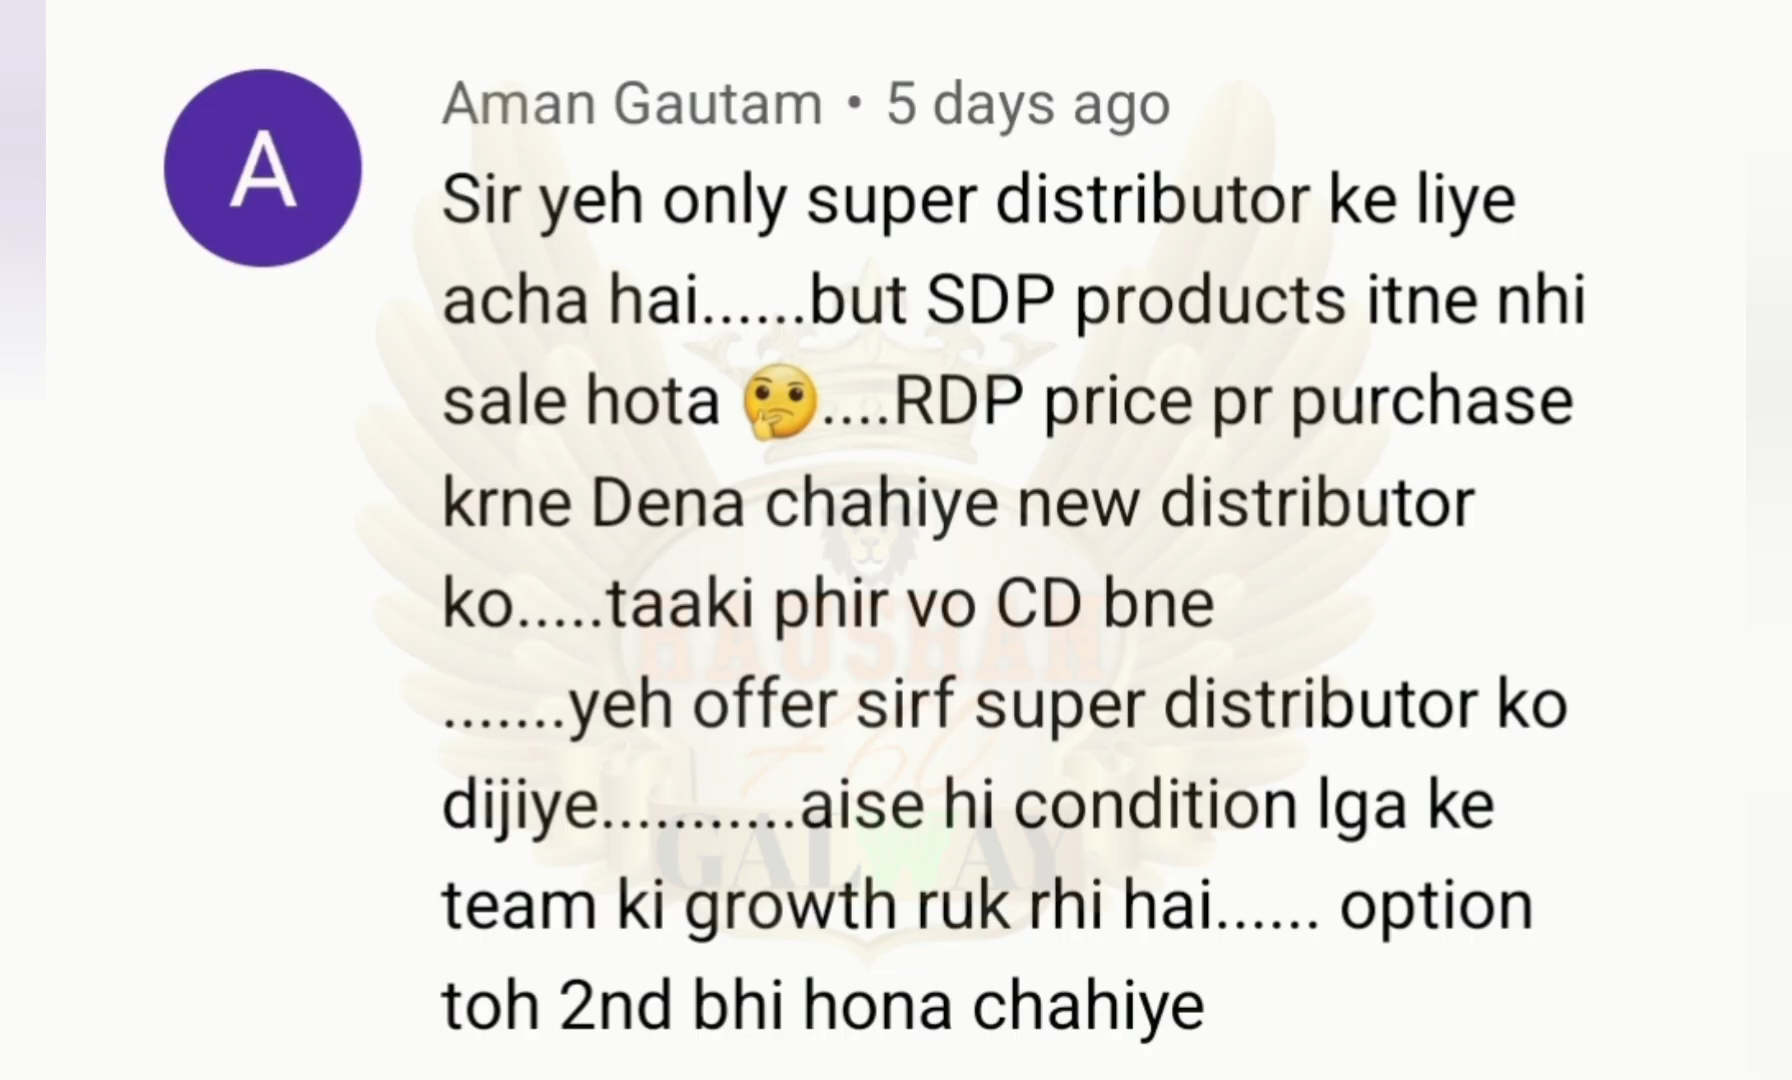 A
Aman Gautam • 5 days ago
Sir yeh only super distributor ke liye
acha hai......but SDP products itne nhi
sale hota 🤔....RDP price pr purchase
krne Dena chahiye new distributor
ko.....taaki phir vo CD bne
.......yeh offer sirf super distributor ko
dijiye...........aise hi condition lga ke
team ki growth ruk rhi hai...... option
toh 2nd bhi hona chahiye
RAUSHAN
360
GALWAY